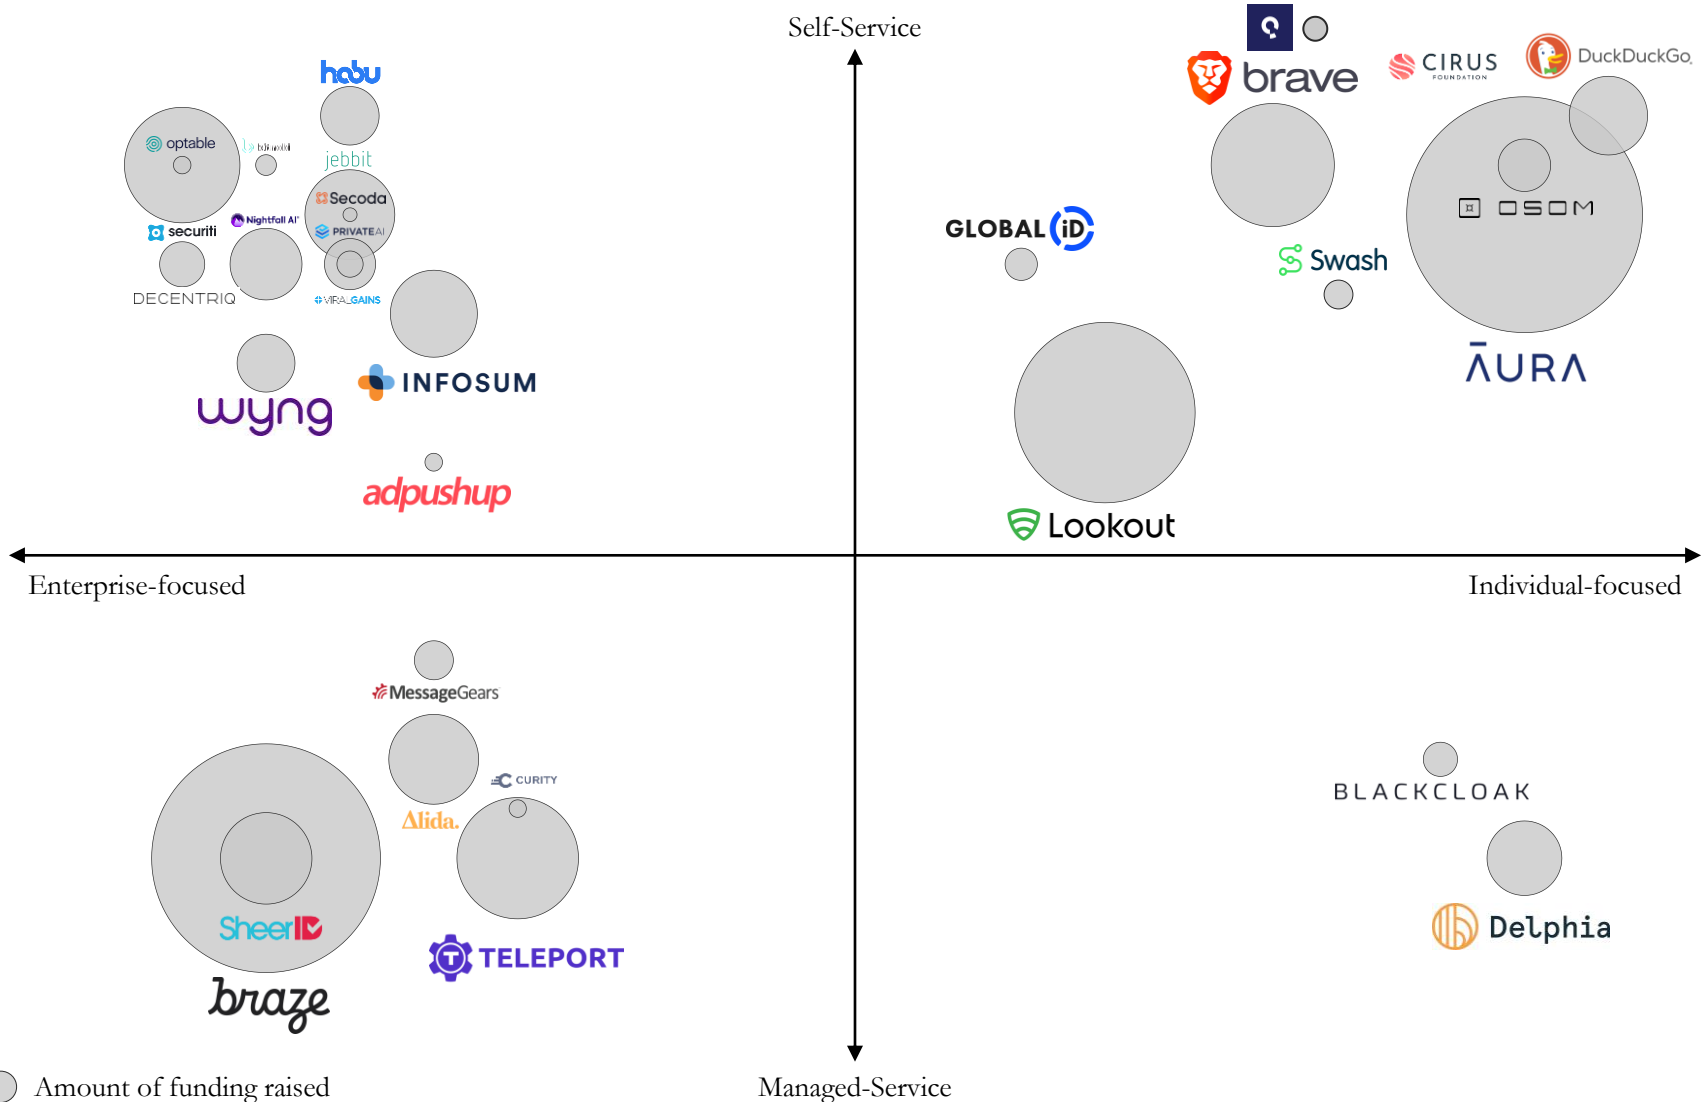 Self-Service
brave
CIRUS
FOUNDATION
DuckDuckGo
habu
optable
jebbit
Secoda
Nightfall AI
PRIVATE AI
securiti
DECENTRIQ
VIRALGAINS
GLOBAL iD
OSOM
Swash
INFOSUM
wyng
AURA
adpushup
Lookout
Enterprise-focused
Individual-focused
MessageGears
CURITY
Alida.
BLACKCLOAK
SheerID
TELEPORT
Delphia
braze
Amount of funding raised
Managed-Service